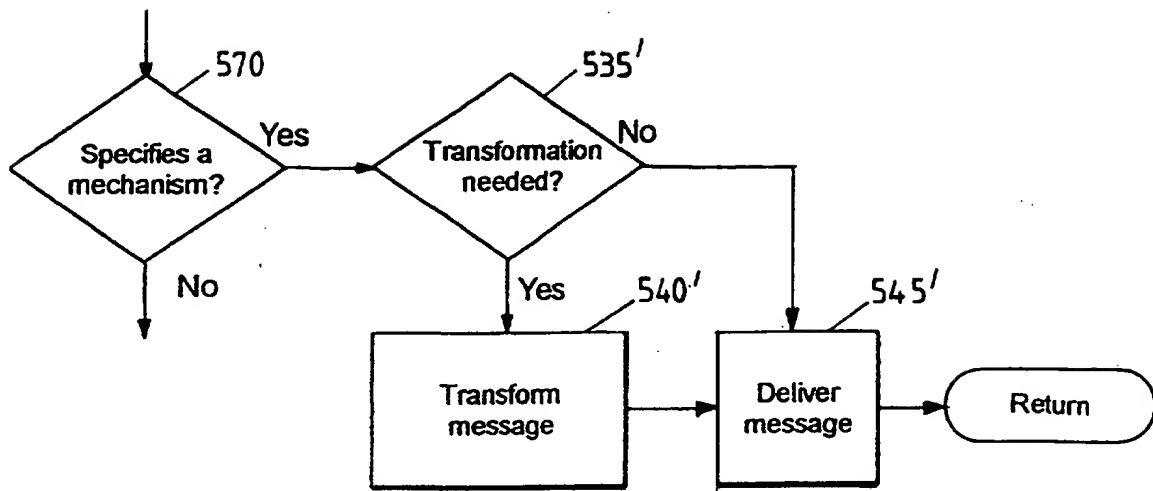 570
535'
Specifies a
mechanism?
Yes
Transformation
needed?
No
No
Yes
540'
545'
Transform
message
Deliver
message
Return